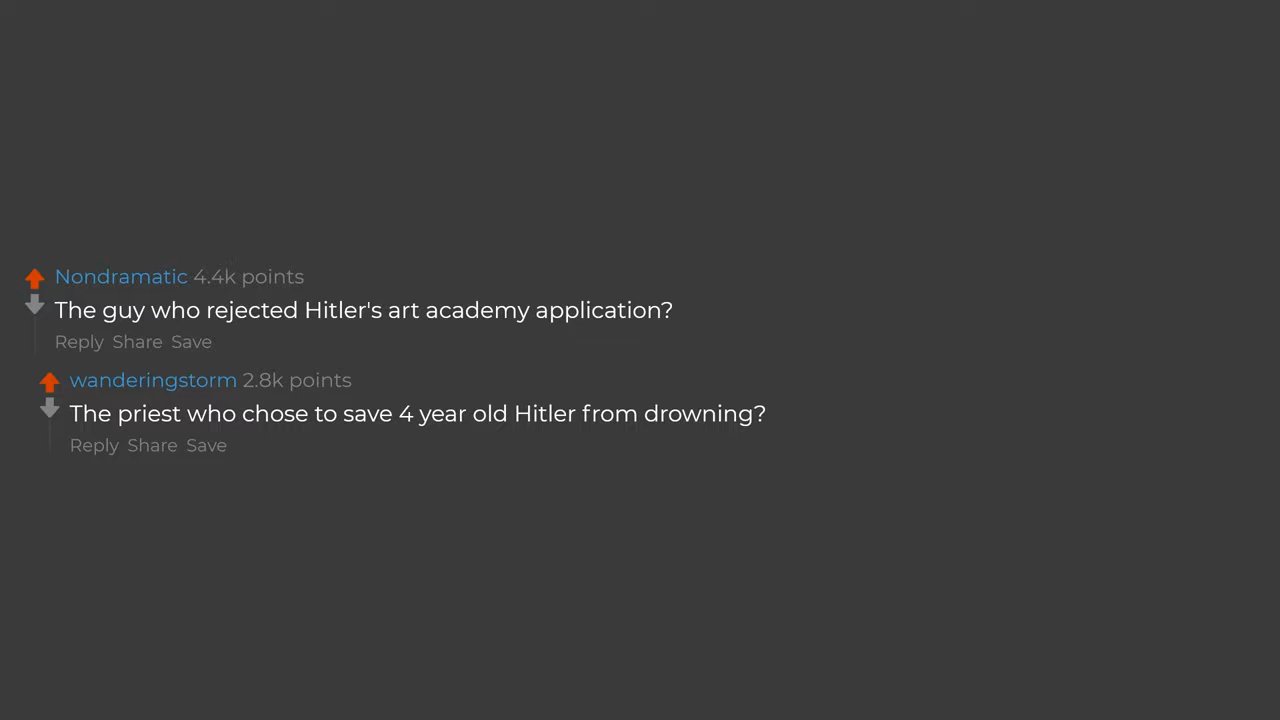 Nondramatic 4.4k points
The guy who rejected Hitler's art academy application?
Reply Share Save
wanderingstorm 2.8k points
The priest who chose to save 4 year old Hitler from drowning?
Reply Share Save